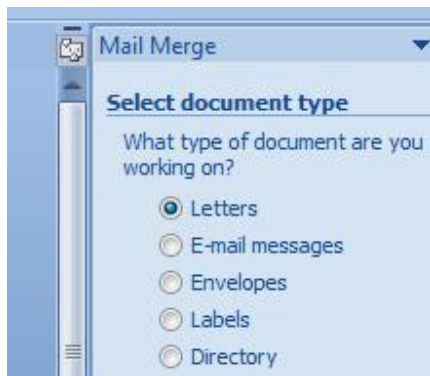 Mail Merge
Select document type
What type of document are you
working on?
Letters
E-mail messages
Envelopes
Labels
Directory